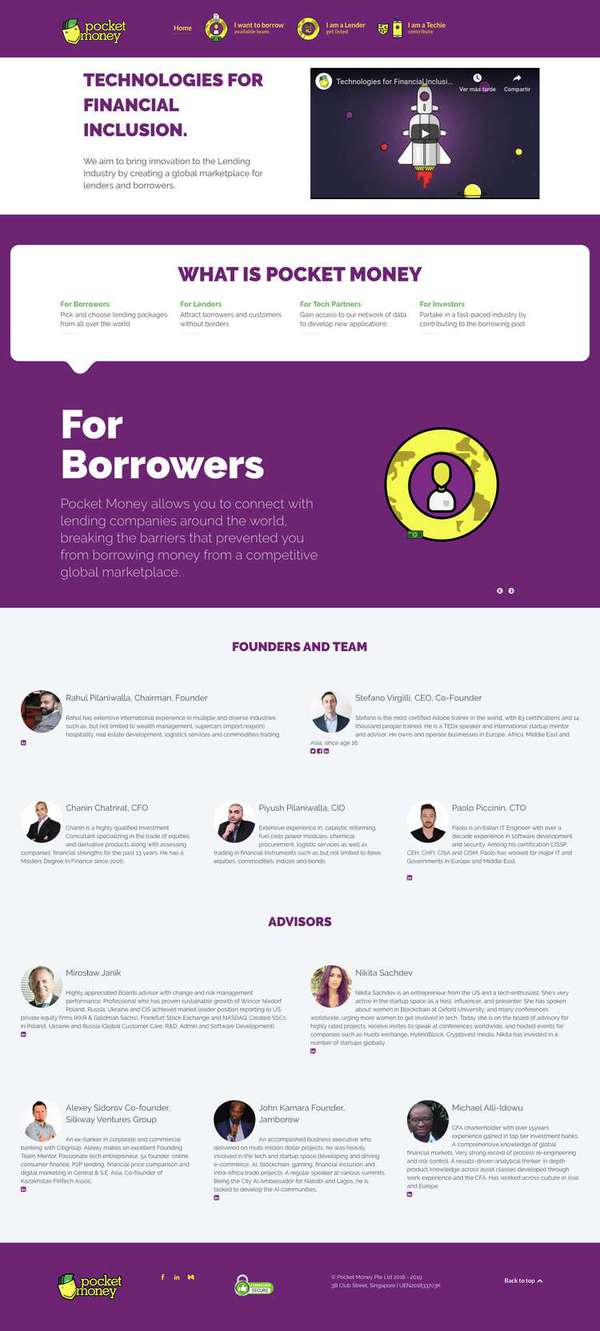 pocket
money
Home
I want to borrow
available loans
I am a Lender
get listed
I am a Techie
contribute
TECHNOLOGIES FOR
FINANCIAL
INCLUSION.
We aim to bring innovation to the Lending
Industry by creating a global marketplace for
lenders and borrowers.
Technologies for Financial Inclusi...
Ver más tarde
Compartir
WHAT IS POCKET MONEY
For Borrowers
Pick and choose lending packages
from all over the world
For Lenders
Attract borrowers and customers
without borders
For Tech Partners
Gain access to our network of data
to develop new applications
For Investors
Partake in a fast-paced industry by
contributing to the borrowing pool
For
Borrowers
Pocket Money allows you to connect with
lending companies around the world,
breaking the barriers that prevented you
from borrowing money from a competitive
global marketplace.
FOUNDERS AND TEAM
Rahul Pilaniwalla, Chairman, Founder
Rahul has extensive international experience in multiple and diverse industries
such as, but not limited to wealth management, supercars (import/export),
hospitality, real estate development, logistics services and commodities trading.
Stefano Virgilli, CEO, Co-Founder
Stefano is the most certified Adobe trainer in the world, with 83 certifications and 14
thousand people trained. He is a TEDx speaker and international startup mentor
and advisor. He owns and operate businesses in Europe, Africa, Middle East and
Asia, since age 16
Chanin Chatrirat, CFO
Chanin is a highly qualified Investment
Consultant specializing in the trade of equities
and derivative products along with assessing
companies' financial strengths for the past 13 years. He has a
Masters Degree in Finance since 2006.
Piyush Pilaniwalla, CIO
Extensive experience in: catalytic reforming,
fuel cells power modules, chemical
procurement, logistic services as well as
trading in financial instruments such as but not limited to forex,
equities, commodities, indices and bonds.
Paolo Piccinin, CTO
Paolo is an Italian IT Engineer with over a
decade experience in software development
and security. Among his certification CISSP,
CEH, CHFI, CISA and CISM. Paolo has worked for major IT and
Governments in Europe and Middle East.
ADVISORS
Mirosław Janik
Highly appreciated Boards advisor with change and risk management
performance. Professional who has proven sustainable growth of Wincor Nixdorf
Poland, Russia, Ukraine and CIS achieved market leader position reporting to US
private equity firms (KKR & Goldman Sachs), Frankfurt Stock Exchange and NASDAQ. Created SSCs
in Poland, Ukraine and Russia (Global Customer Care, R&D, Admin and Software Development).
Nikita Sachdev
Nikita Sachdev is an entrepreneur from the US and a tech enthusiast. She's very
active in the startup space as a host, influencer, and presenter. She has spoken
about women in Blockchain at Oxford University, and many conferences
worldwide, urging more women to get involved in tech. Today she is on the board of advisory for
highly rated projects, receive invites to speak at conferences worldwide, and hosted events for
companies such as Huobi exchange, HybridBlock, Cryptovest media. Nikita has invested in a
number of startups globally.
Alexey Sidorov Co-founder,
Silkway Ventures Group
An ex-banker in corporate and commercial
banking with Citigroup, Alexey makes an excellent Founding
Team Mentor. Passionate tech entrepreneur, 5x founder: online
consumer finance, P2P lending, financial price comparison and
digital marketing in Central & S.E. Asia, Co-founder of
Kazakhstan FinTech Assoc.
John Kamara Founder,
Jamborow
An accomplished business executive who
delivered on multi-million dollar projects, he was heavily
involved in the tech and startup space developing and driving
e-commerce, AI, blockchain, gaming, financial inclusion and
intra-Africa trade projects. A regular speaker at various summits.
Being the City AI Ambassador for Nairobi and Lagos, he is
tasked to develop the AI communities.
Michael Alli-Idowu
CFA charterholder with over 15years
experience gained in top tier investment banks.
A comprehensive knowledge of global
financial markets. Very strong record of process re-engineering
and risk control. A results-driven analytical thinker in depth
product knowledge across asset classes developed through
work experience and the CFA. Has worked across culture in Asia
and Europe.
pocket
money
SECURE
© Pocket Money Pte Ltd 2018 - 2019
38 Club Street, Singapore | UEN201833703K
Back to top